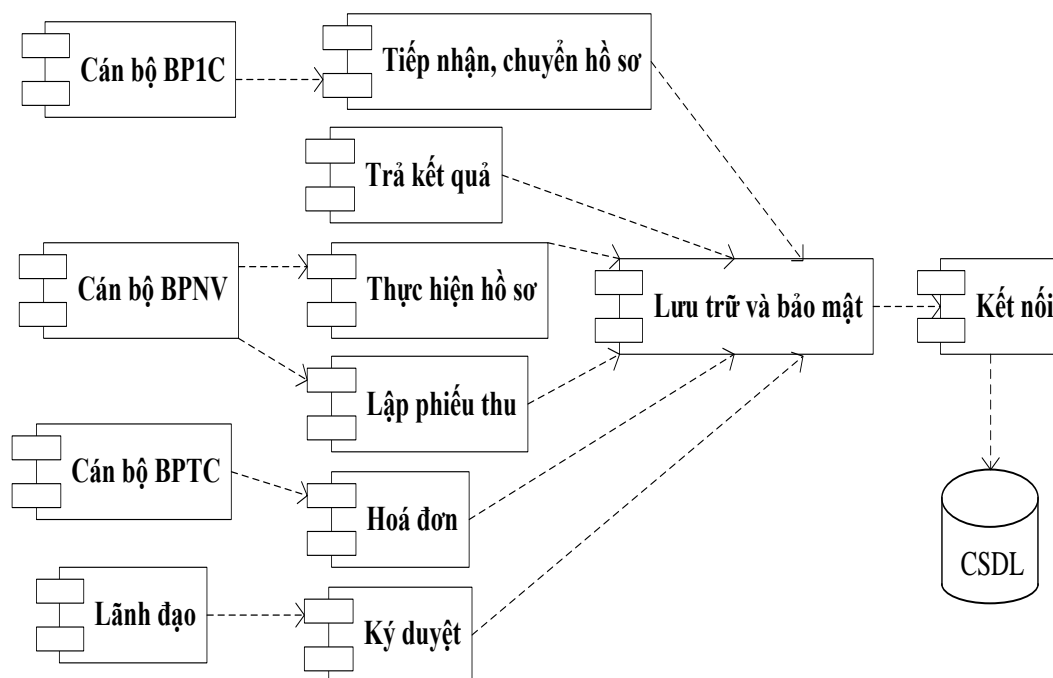 Cán bộ BP1C
Tiếp nhận, chuyển hồ sơ
Trả kết quả
Cán bộ BPNV
Thực hiện hồ sơ
Lưu trữ và bảo mật
Kết nối
Lập phiếu thu
Cán bộ BPTC
Hoá đơn
CSDL
Lãnh đạo
Ký duyệt